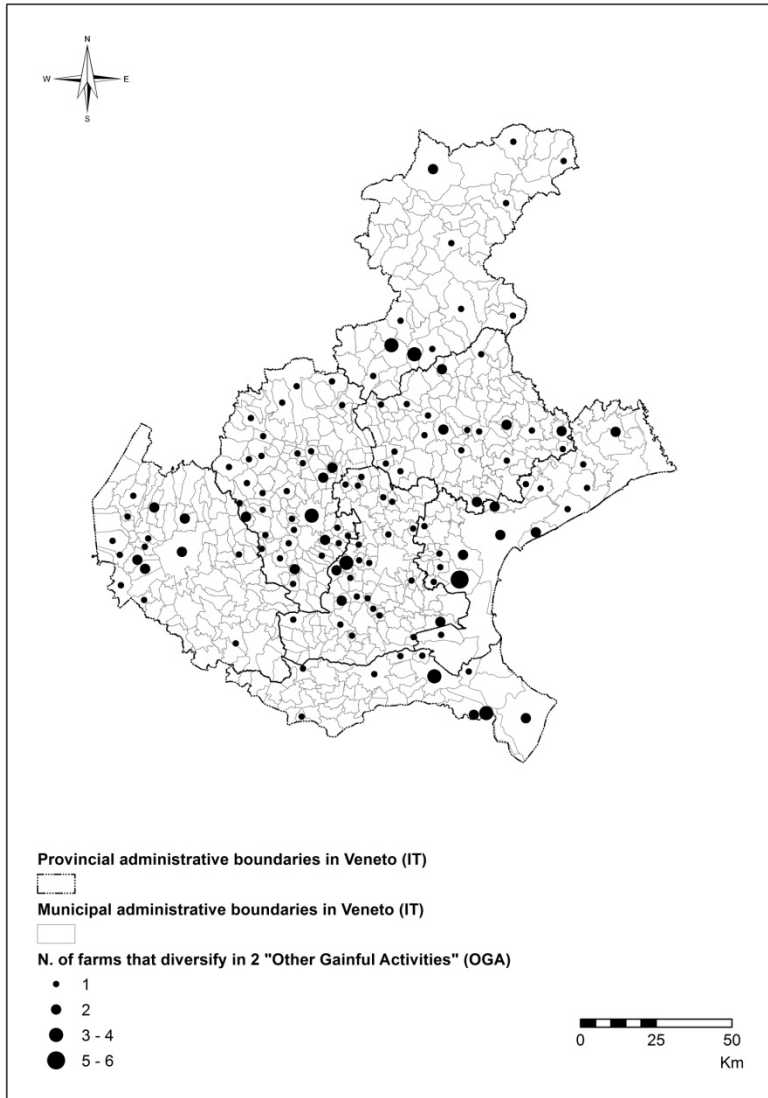 N
W E
S
Provincial administrative boundaries in Veneto (IT)
Municipal administrative boundaries in Veneto (IT)
N. of farms that diversify in 2 "Other Gainful Activities" (OGA)
1
2
3 - 4
5 - 6
0 25 50
Km